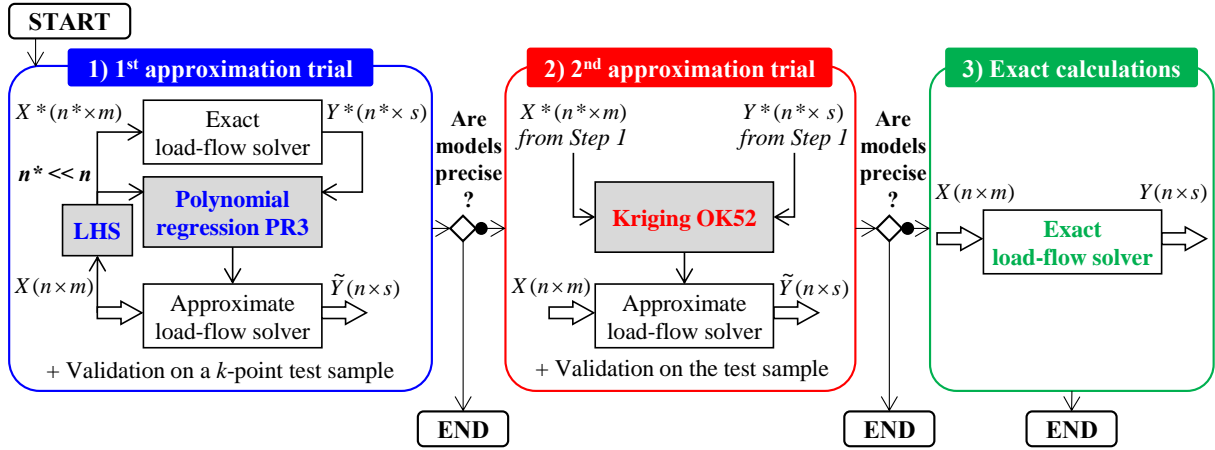 START
1) 1st approximation trial
X*(n*×m)
Exact
load-flow solver
Y*(n*× s)
n* << n
Polynomial
regression PR3
LHS
X(n×m)
Approximate
load-flow solver
Ỹ(n×s)
+ Validation on a k-point test sample
Are
models
precise
?
END
2) 2nd approximation trial
X*(n*×m)
from Step 1
Y*(n*× s)
from Step 1
Kriging OK52
X(n×m)
Approximate
load-flow solver
Ỹ(n×s)
+ Validation on the test sample
Are
models
precise
?
END
3) Exact calculations
X(n×m)
Exact
load-flow solver
Y(n×s)
END